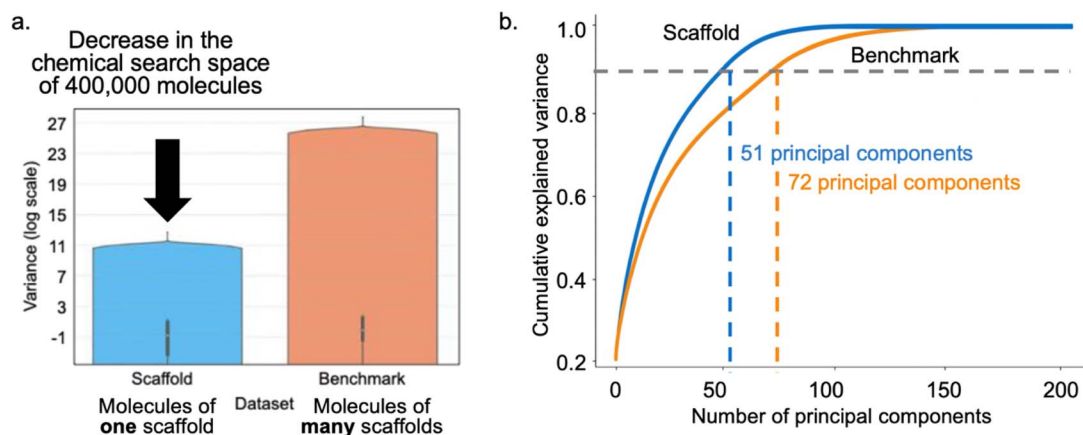 a.
Decrease in the
chemical search space
of 400,000 molecules
Variance (log scale)
27
23
19
15
11
7
3
-1
Scaffold
Benchmark
Dataset
Molecules of
one scaffold
Molecules of
many scaffolds
b.
Cumulative explained variance
1.0
0.8
0.6
0.4
0.2
Scaffold
Benchmark
51 principal components
72 principal components
0
50
100
150
200
Number of principal components